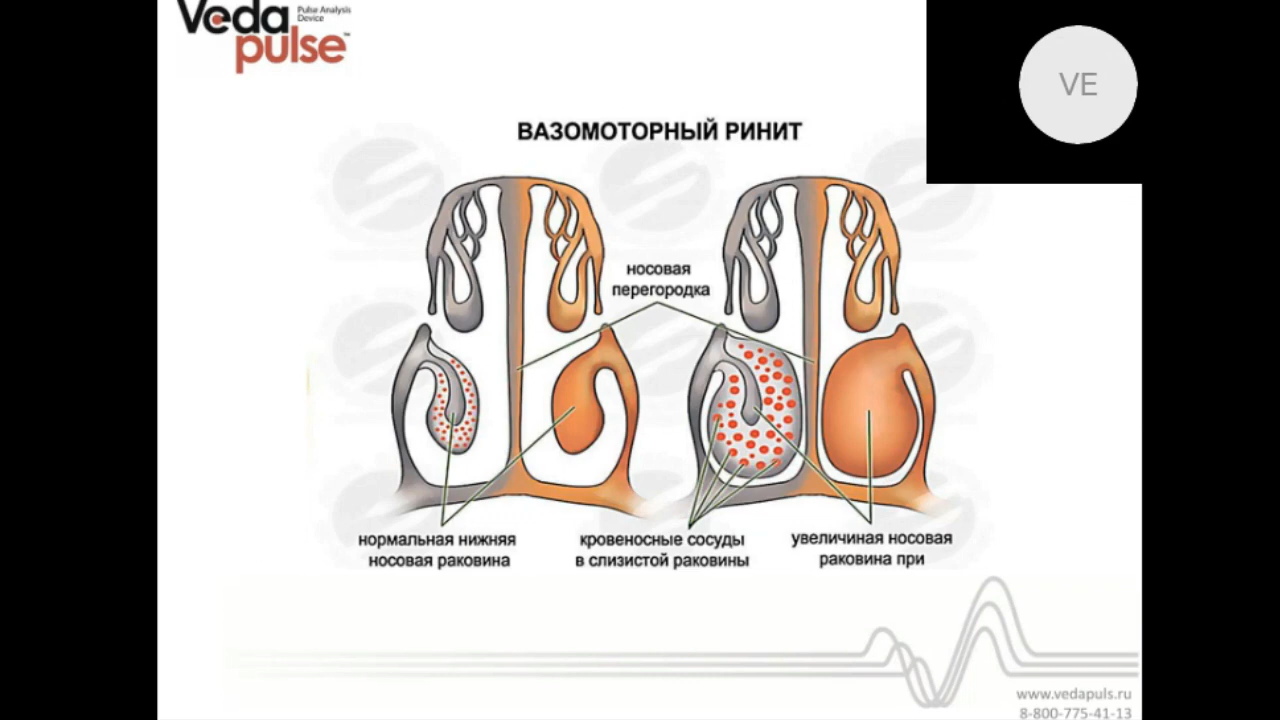 Veda
Pulse Analysis
Device
pulse™
VE
ВАЗОМОТОРНЫЙ РИНИТ
носовая
перегородка
нормальная нижняя
носовая раковина
кровеносные сосуды
в слизистой раковины
увеличиная носовая
раковина при
www.vedapuls.ru
8-800-775-41-13